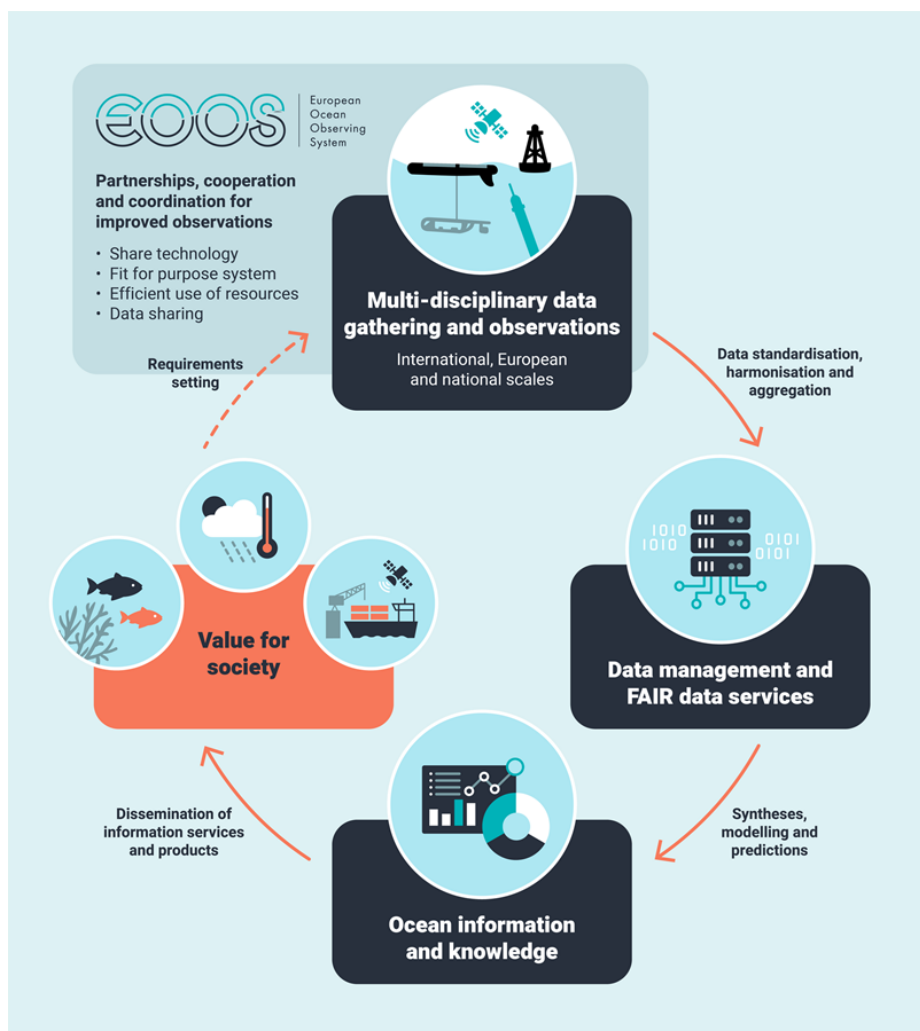 EOOS
European
Ocean
Observing
System
Partnerships, cooperation
and coordination for
improved observations
• Share technology
• Fit for purpose system
• Efficient use of resources
• Data sharing
Multi-disciplinary data
gathering and observations
International, European
and national scales
Requirements
setting
Data standardisation,
harmonisation and
aggregation
1010
1010
0101
0101
Data management and
FAIR data services
Value for
society
Syntheses,
modelling and
predictions
Dissemination of
information services
and products
Ocean information
and knowledge